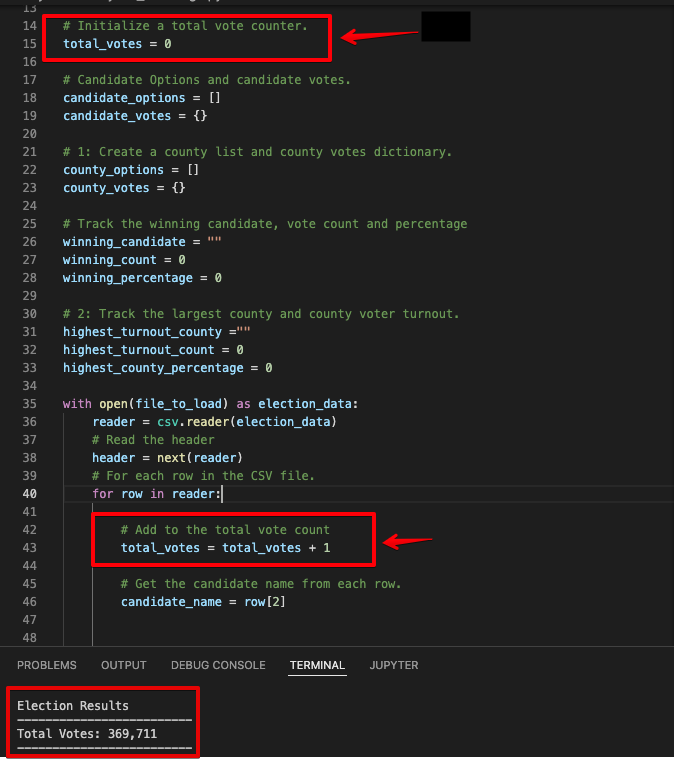 13
14 # Initialize a total vote counter.
15 total_votes = 0
16
17 # Candidate Options and candidate votes.
18 candidate_options = []
19 candidate_votes = {}
20
21 # 1: Create a county list and county votes dictionary.
22 county_options = []
23 county_votes = {}
24
25 # Track the winning candidate, vote count and percentage
26 winning_candidate = ""
27 winning_count = 0
28 winning_percentage = 0
29
30 # 2: Track the largest county and county voter turnout.
31 highest_turnout_county =""
32 highest_turnout_count = 0
33 highest_county_percentage = 0
34
35 with open(file_to_load) as election_data:
36     reader = csv.reader(election_data)
37     # Read the header
38     header = next(reader)
39     # For each row in the CSV file.
40     for row in reader:
41
42         # Add to the total vote count
43         total_votes = total_votes + 1
44
45         # Get the candidate name from each row.
46         candidate_name = row[2]
47
48
PROBLEMS OUTPUT DEBUG CONSOLE TERMINAL JUPYTER
Election Results
-------------------------
Total Votes: 369,711
-------------------------